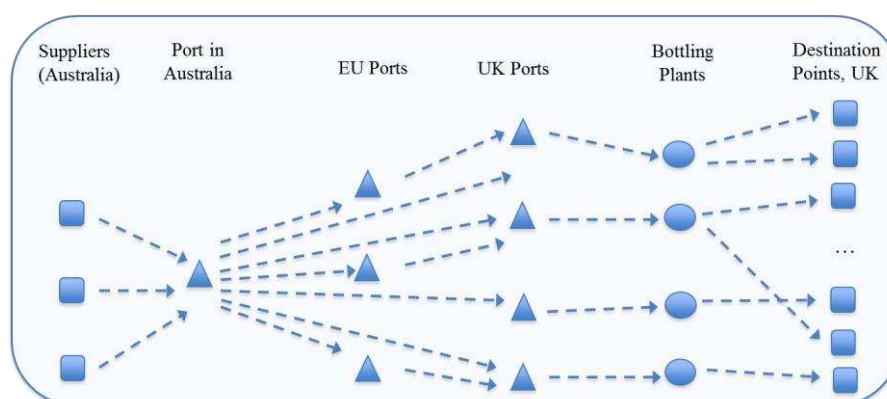 Suppliers
(Australia)
Port in
Australia
EU Ports
UK Ports
Bottling
Plants
Destination
Points, UK
...